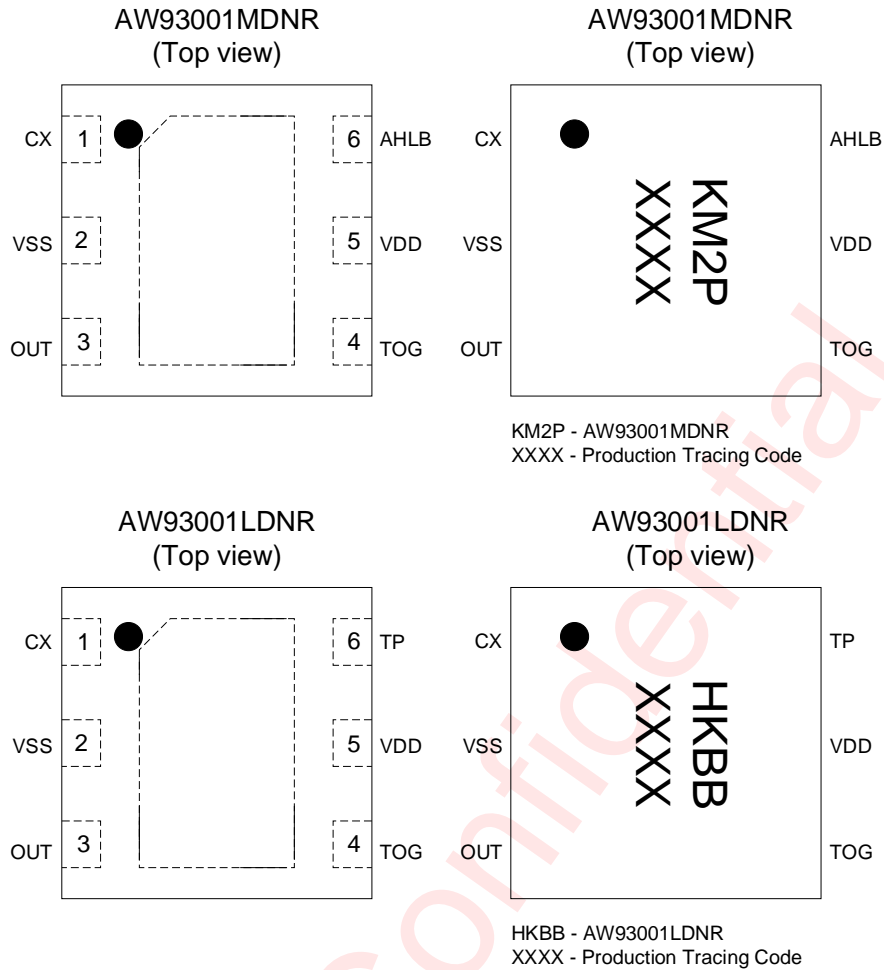 AW93001MDNR
(Top view)
CX 1 6 AHLB
VSS 2 5 VDD
OUT 3 4 TOG
AW93001MDNR
(Top view)
CX AHLB
VSS VDD
OUT TOG
KM2P
XXXX
KM2P - AW93001MDNR
XXXX - Production Tracing Code
AW93001LDNR
(Top view)
CX 1 6 TP
VSS 2 5 VDD
OUT 3 4 TOG
AW93001LDNR
(Top view)
CX TP
VSS VDD
OUT TOG
HKBB
XXXX
HKBB - AW93001LDNR
XXXX - Production Tracing Code
Confidential